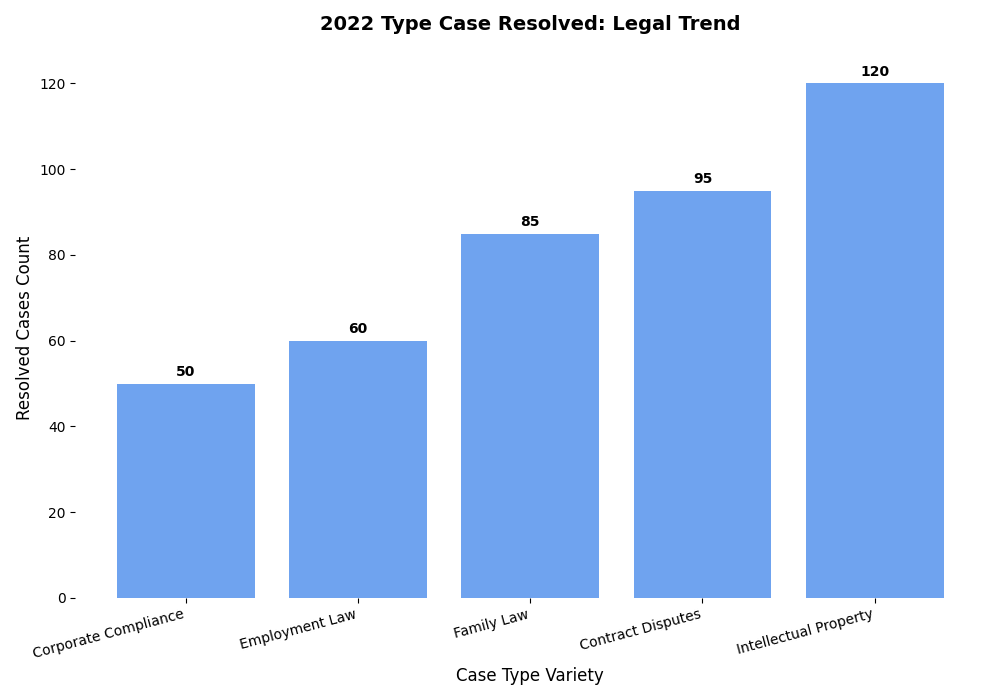 2022 Type Case Resolved: Legal Trend
Resolved Cases Count
120
100
80
60
40
20
0
50
60
85
95
120
Corporate Compliance
Employment Law
Family Law
Contract Disputes
Intellectual Property
Case Type Variety